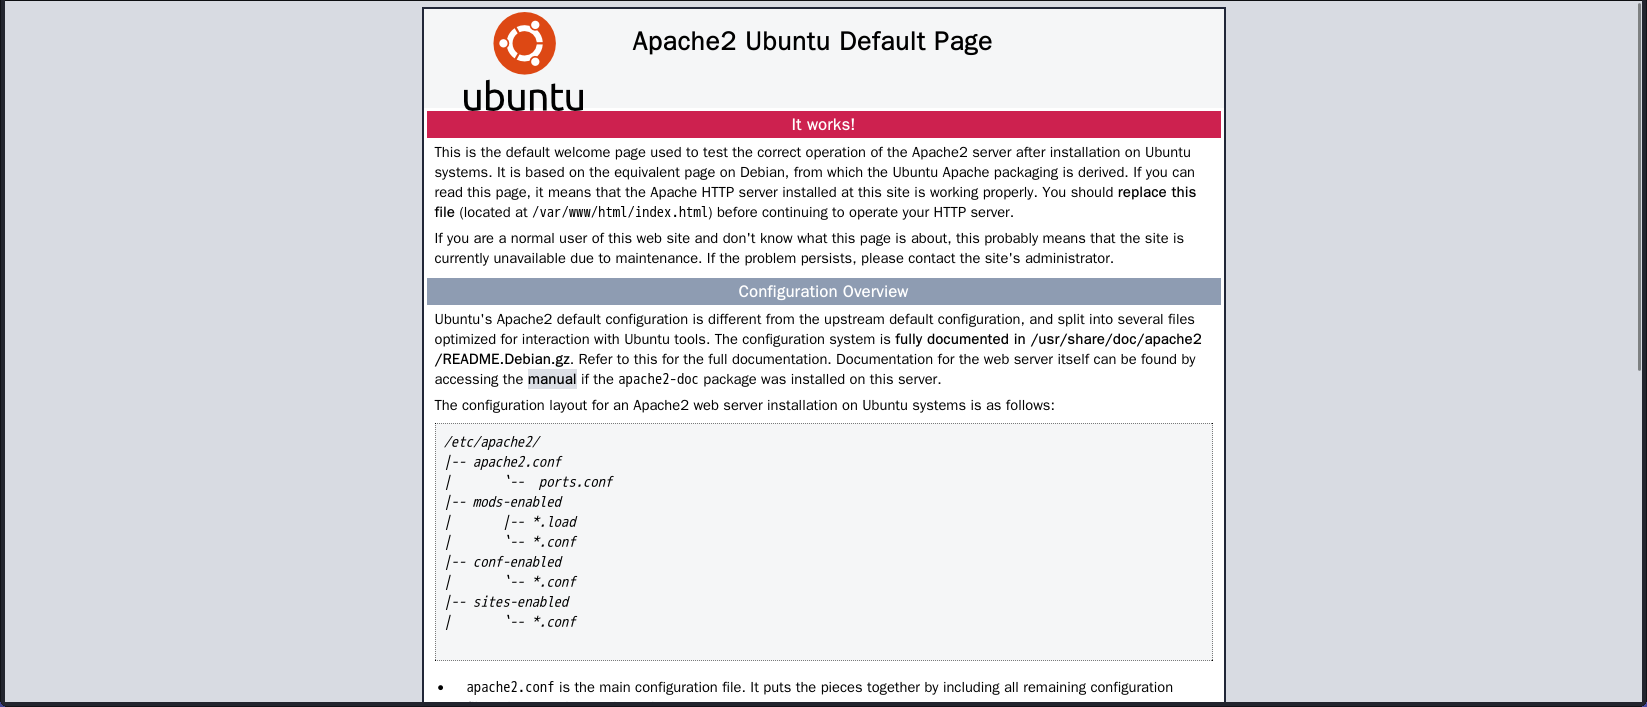 ubuntu
Apache2 Ubuntu Default Page
It works!
This is the default welcome page used to test the correct operation of the Apache2 server after installation on Ubuntu
systems. It is based on the equivalent page on Debian, from which the Ubuntu Apache packaging is derived. If you can
read this page, it means that the Apache HTTP server installed at this site is working properly. You should replace this
file (located at /var/www/html/index.html) before continuing to operate your HTTP server.
If you are a normal user of this web site and don't know what this page is about, this probably means that the site is
currently unavailable due to maintenance. If the problem persists, please contact the site's administrator.
Configuration Overview
Ubuntu's Apache2 default configuration is different from the upstream default configuration, and split into several files
optimized for interaction with Ubuntu tools. The configuration system is fully documented in /usr/share/doc/apache2
/README.Debian.gz. Refer to this for the full documentation. Documentation for the web server itself can be found by
accessing the manual if the apache2-doc package was installed on this server.
The configuration layout for an Apache2 web server installation on Ubuntu systems is as follows:
/etc/apache2/
|-- apache2.conf
|       `--  ports.conf
|-- mods-enabled
|       |-- *.load
|       `-- *.conf
|-- conf-enabled
|       `-- *.conf
|-- sites-enabled
|       `-- *.conf
• apache2.conf is the main configuration file. It puts the pieces together by including all remaining configuration